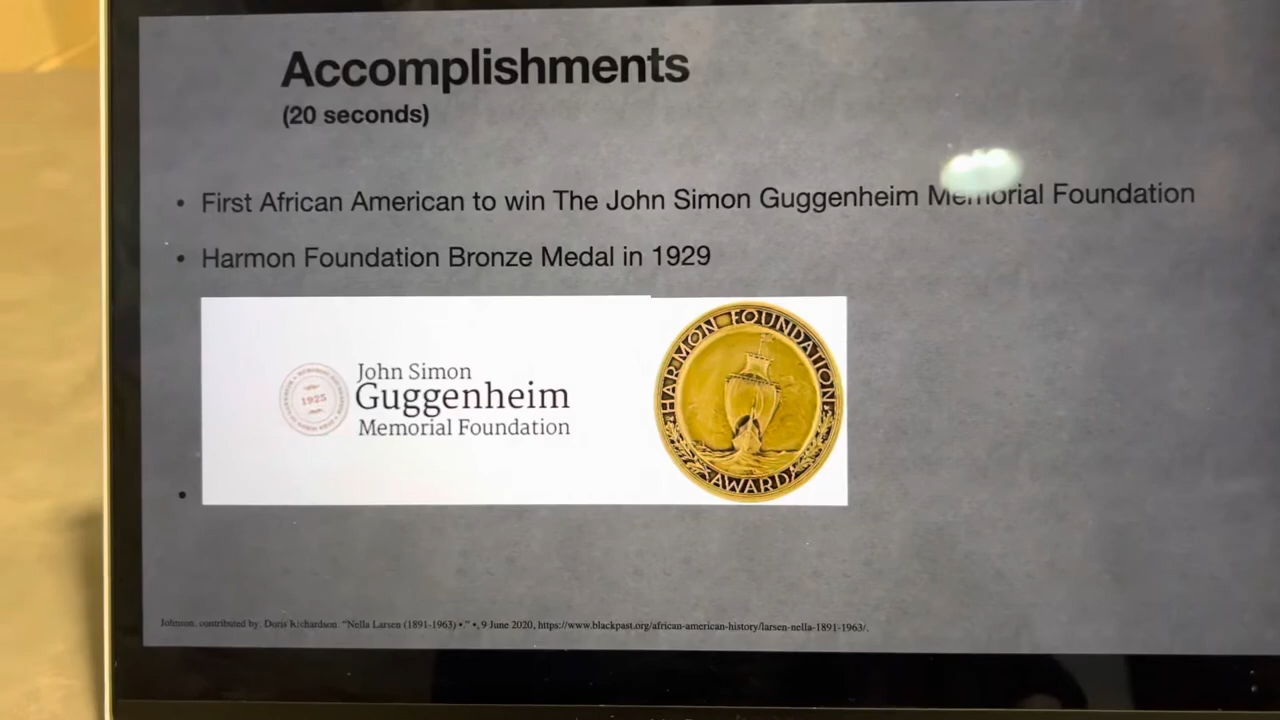 Accomplishments
(20 seconds)
• First African American to win The John Simon Guggenheim Memorial Foundation
• Harmon Foundation Bronze Medal in 1929
1925
John Simon
Guggenheim
Memorial Foundation
HARMON FOUNDATION
AWARD
•
Johnson, contributed by: Doris Richardson. “Nella Larsen (1891-1963) •.” •, 9 June 2020, https://www.blackpast.org/african-american-history/larsen-nella-1891-1963/.